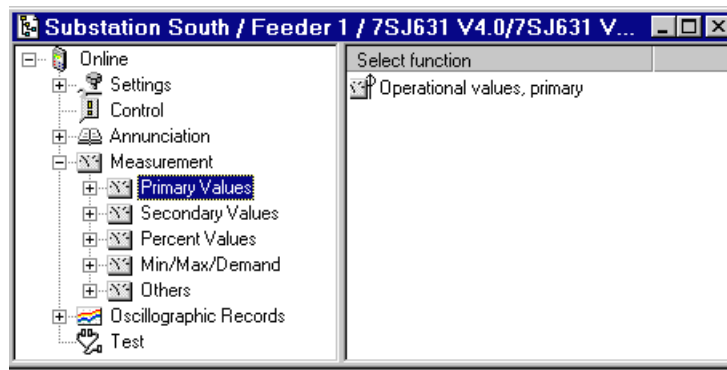 Substation South / Feeder 1 / 7SJ631 V4.0/7SJ631 V...
Online
Settings
Control
Annunciation
Measurement
Primary Values
Secondary Values
Percent Values
Min/Max/Demand
Others
Oscillographic Records
Test
Select function
Operational values, primary